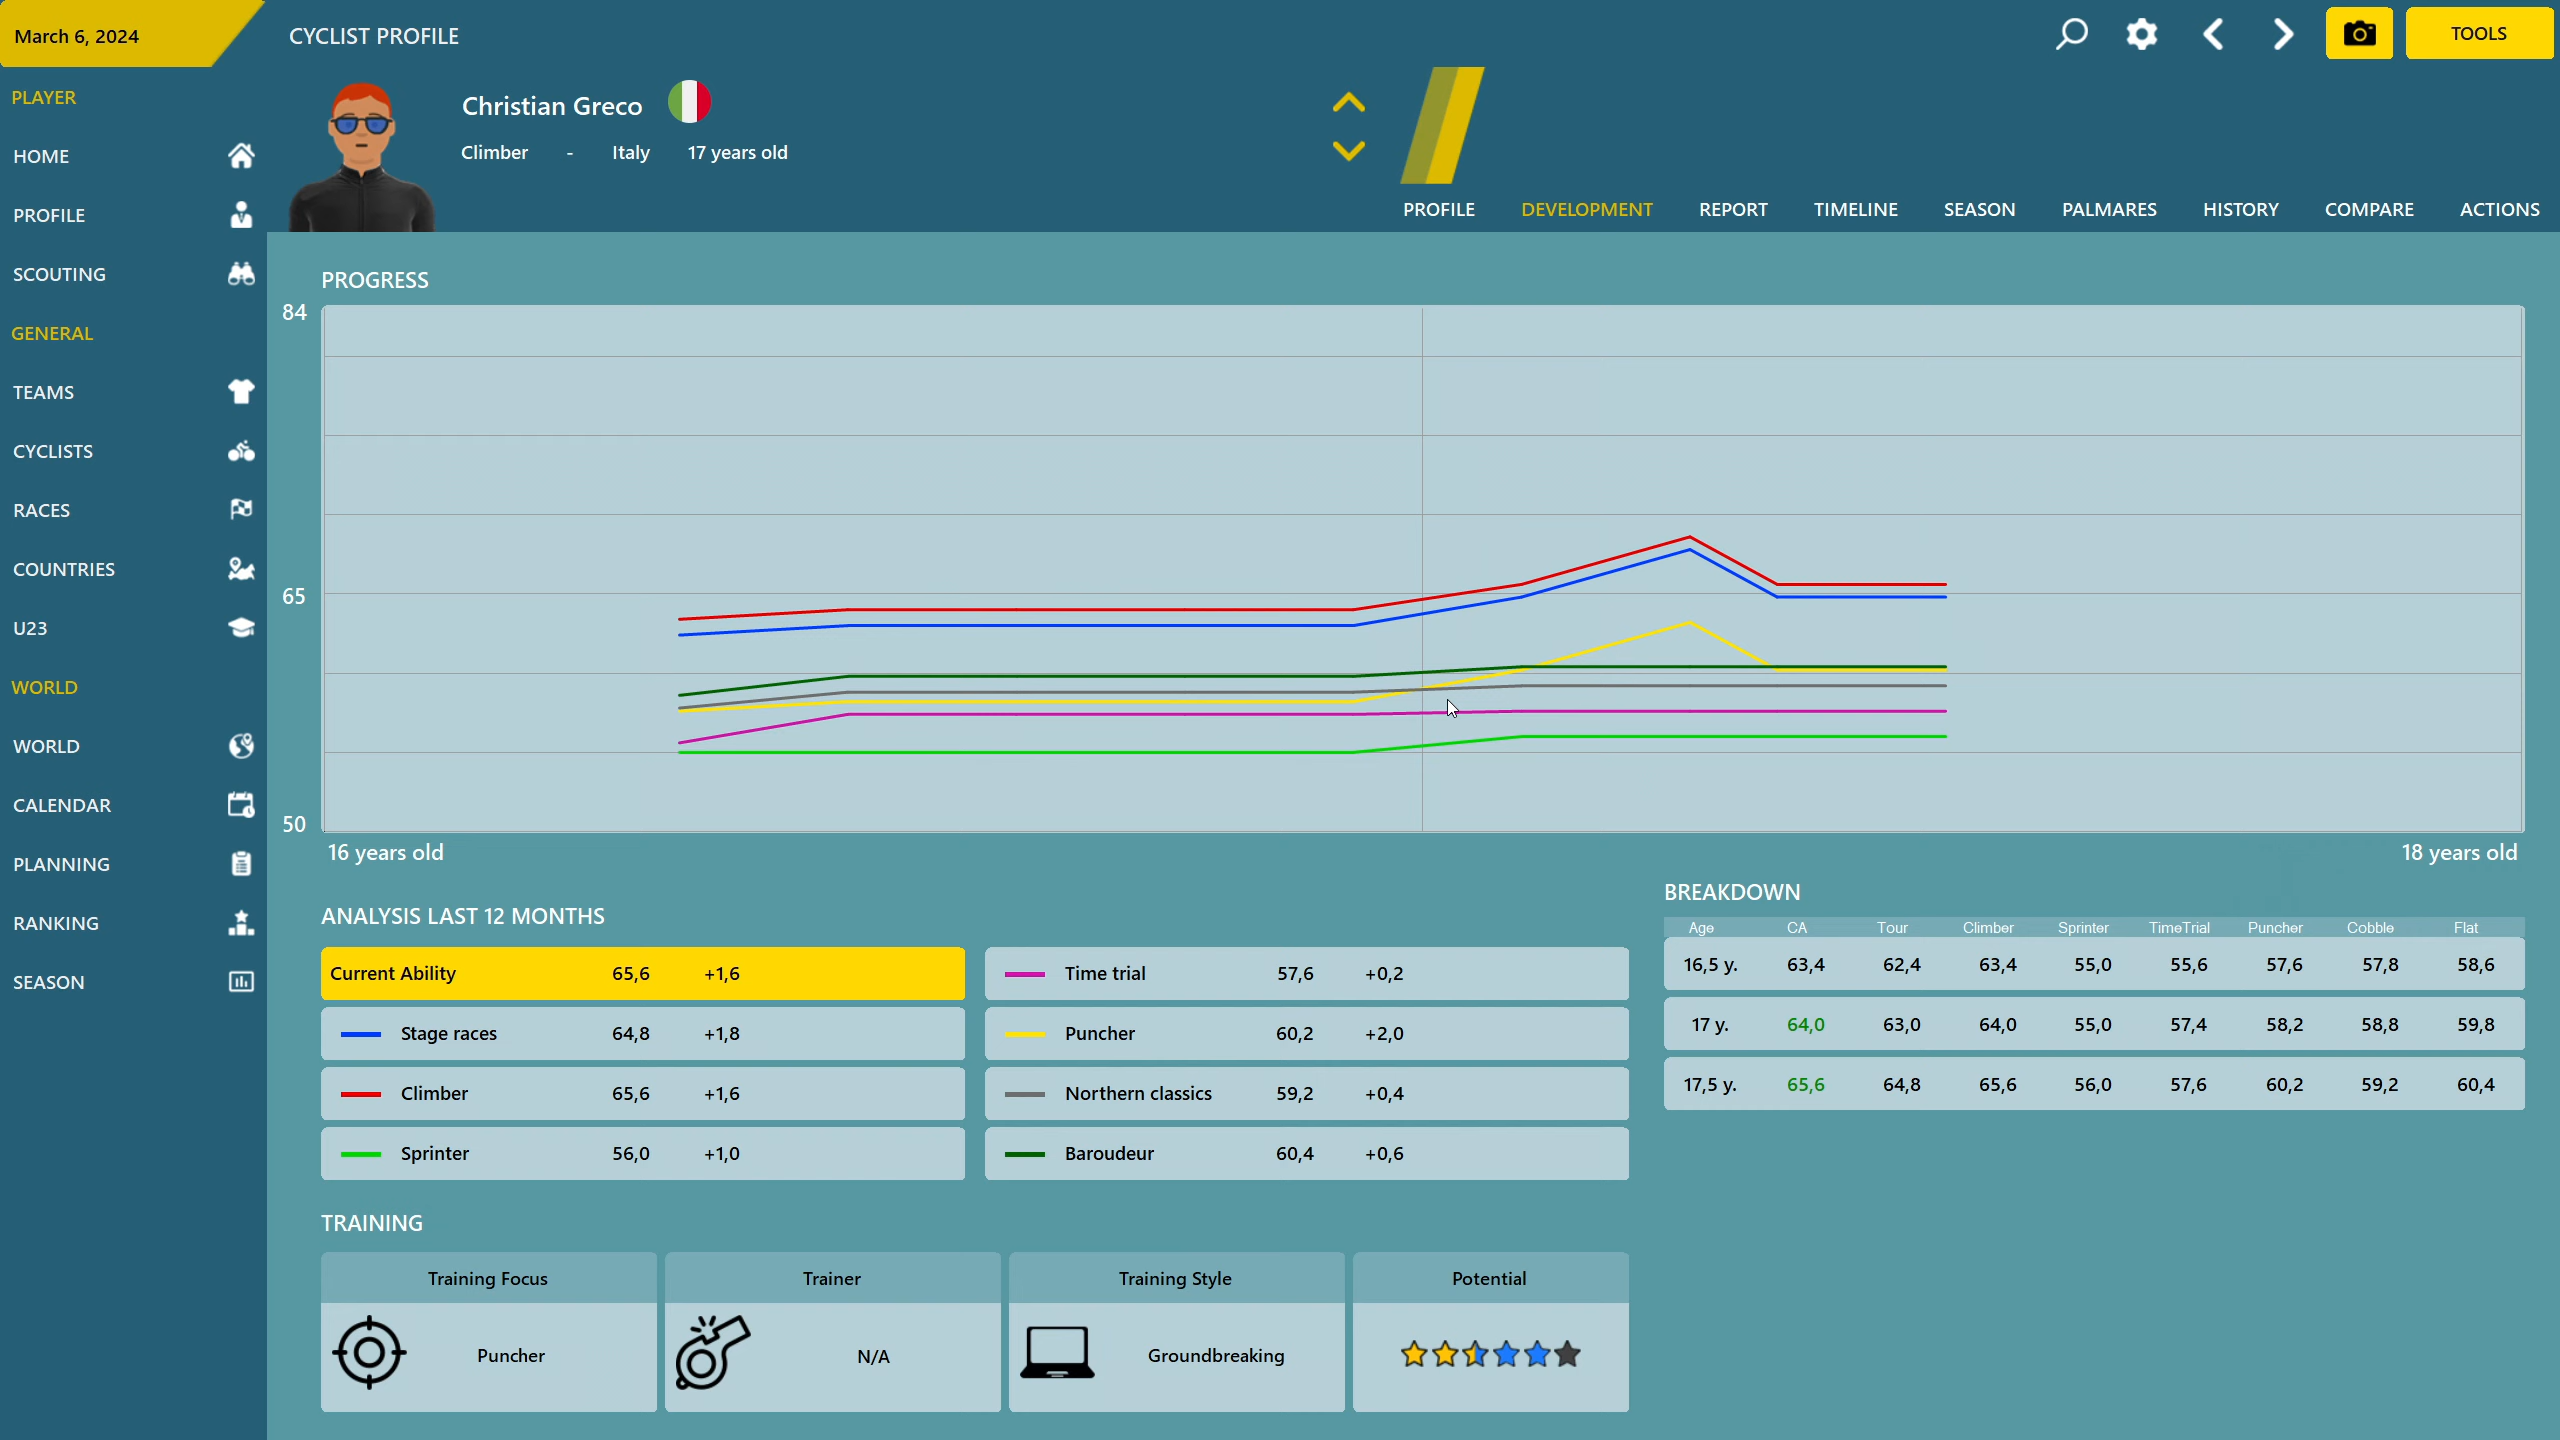 March 6, 2024
CYCLIST PROFILE
TOOLS
PLAYER
HOME
PROFILE
SCOUTING
GENERAL
TEAMS
CYCLISTS
RACES
COUNTRIES
U23
WORLD
WORLD
CALENDAR
PLANNING
RANKING
SEASON
Christian Greco
Climber - Italy 17 years old
PROFILE DEVELOPMENT REPORT TIMELINE SEASON PALMARES HISTORY COMPARE ACTIONS
PROGRESS
84
65
50
16 years old 18 years old
ANALYSIS LAST 12 MONTHS
Current Ability 65,6 +1,6
Stage races 64,8 +1,8
Climber 65,6 +1,6
Sprinter 56,0 +1,0
Time trial 57,6 +0,2
Puncher 60,2 +2,0
Northern classics 59,2 +0,4
Baroudeur 60,4 +0,6
BREAKDOWN
Age CA Tour Climber Sprinter TimeTrial Puncher Cobble Flat
16,5 y. 63,4 62,4 63,4 55,0 55,6 57,6 57,8 58,6
17 y. 64,0 63,0 64,0 55,0 57,4 58,2 58,8 59,8
17,5 y. 65,6 64,8 65,6 56,0 57,6 60,2 59,2 60,4
TRAINING
Training Focus
Puncher
Trainer
N/A
Training Style
Groundbreaking
Potential